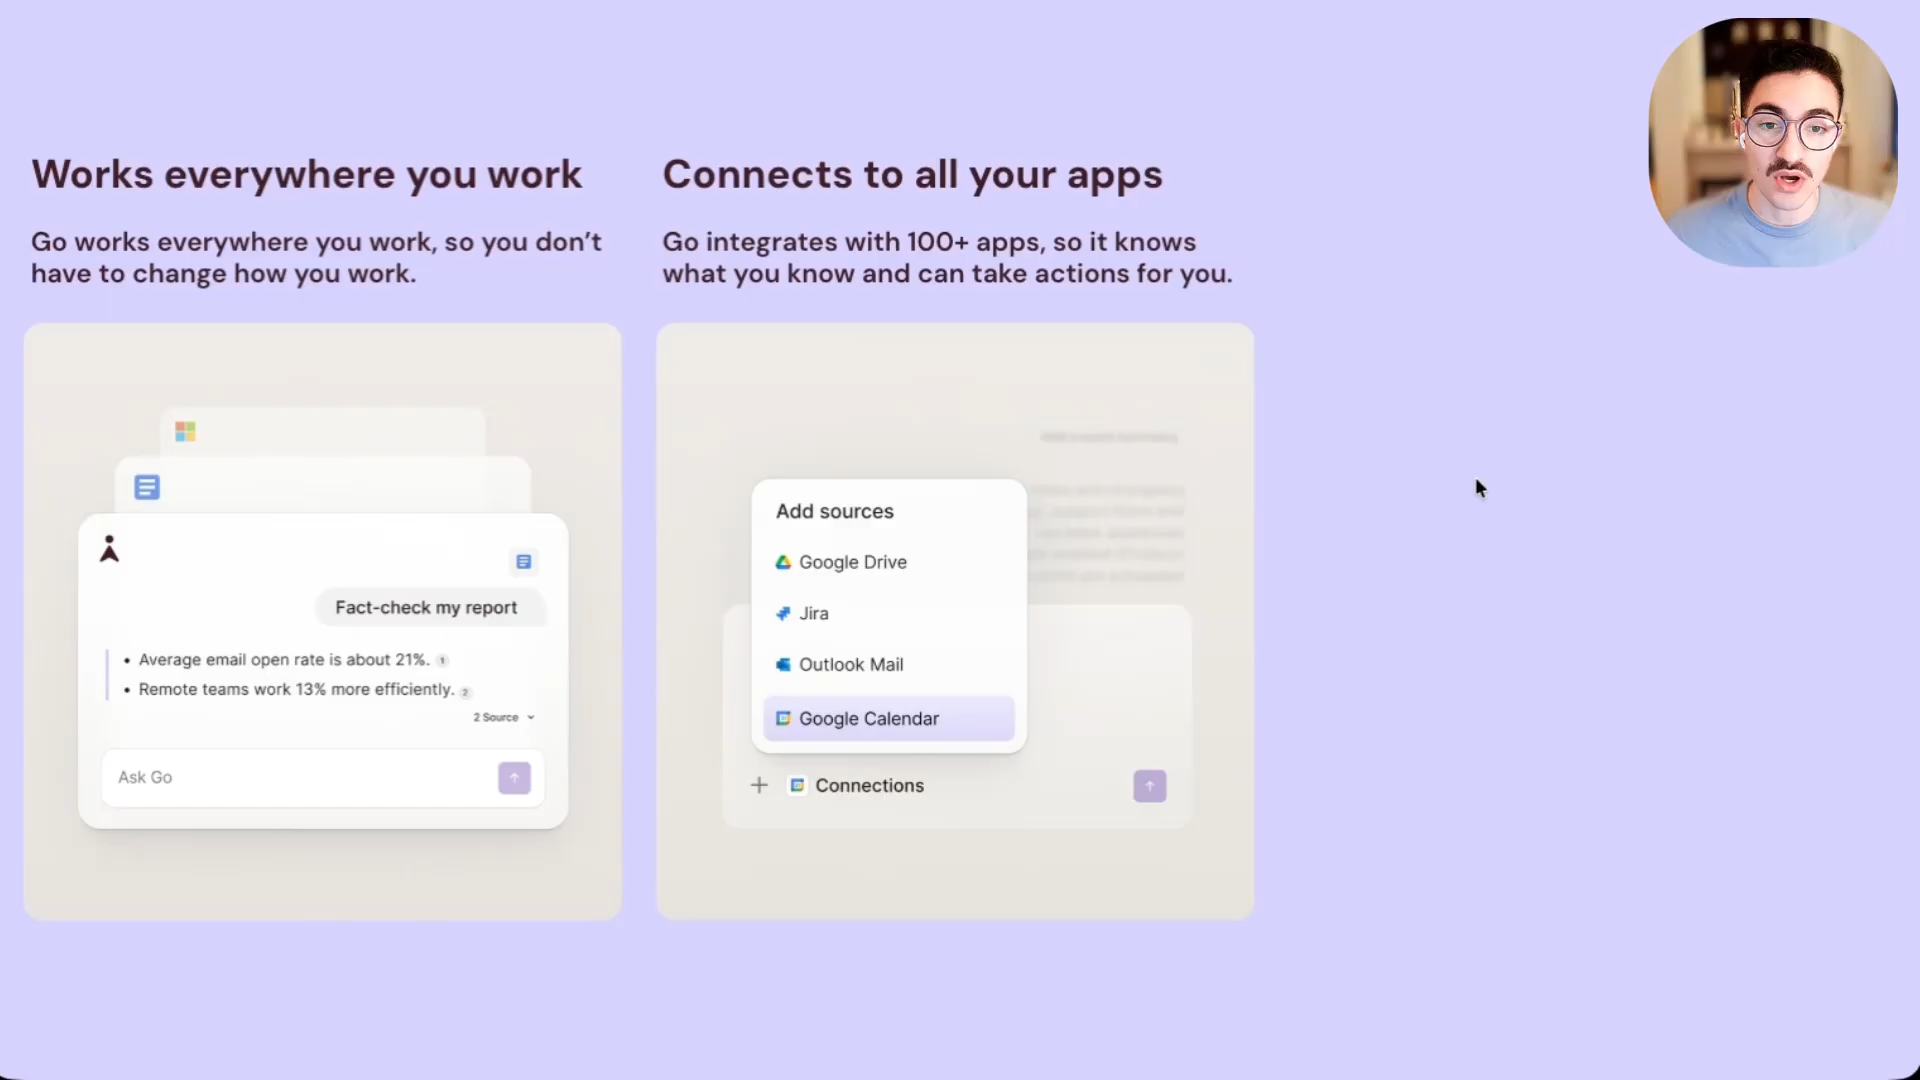 Works everywhere you work
Go works everywhere you work, so you don’t
have to change how you work.
Fact-check my report
Average email open rate is about 21%. 1
Remote teams work 13% more efficiently. 2
2 Source
Ask Go
Connects to all your apps
Go integrates with 100+ apps, so it knows
what you know and can take actions for you.
Add sources
Google Drive
Jira
Outlook Mail
Google Calendar
Connections